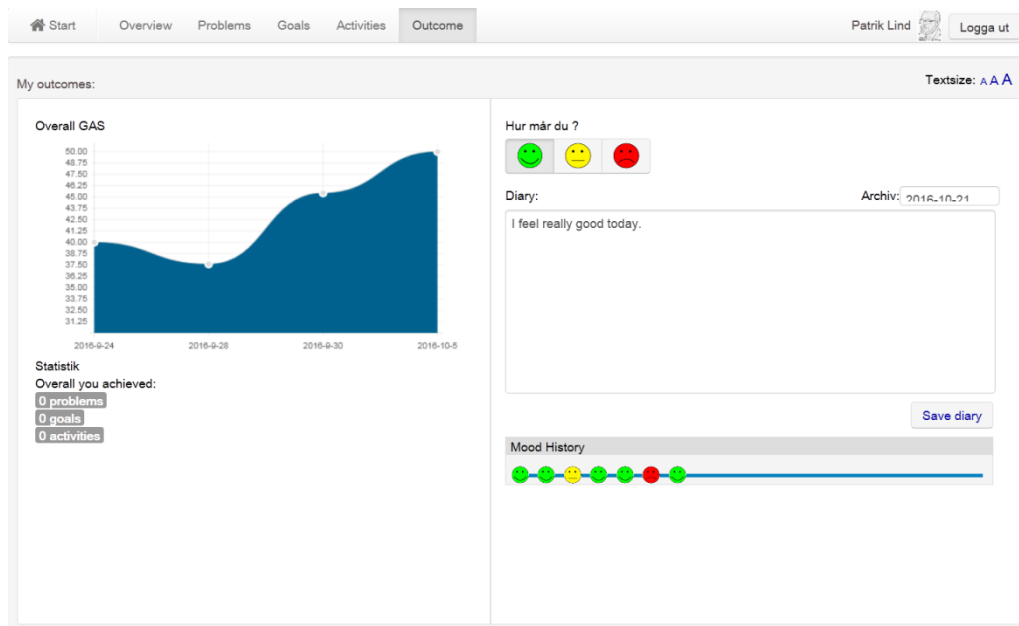 Start Overview Problems Goals Activities Outcome Patrik Lind Logga ut
My outcomes: Textsize: A A A
Overall GAS
50.00
48.75
47.50
46.25
45.00
43.75
42.50
41.25
40.00
38.75
37.50
36.25
35.00
33.75
32.50
31.25
2016-9-24 2016-9-28 2016-9-30 2016-10-5
Statistik
Overall you achieved:
0 problems
0 goals
0 activities
Hur mår du ?
Diary: Archiv: 2016-10-21
I feel really good today.
Save diary
Mood History